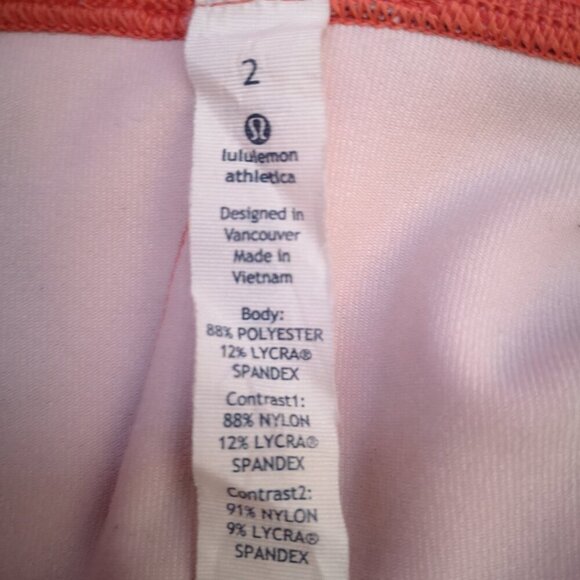 2
lululemon
athletica
Designed in
Vancouver
Made in
Vietnam
Body:
88% POLYESTER
12% LYCRA®
SPANDEX
Contrast1:
88% NYLON
12% LYCRA®
SPANDEX
Contrast2:
91% NYLON
9% LYCRA®
SPANDEX